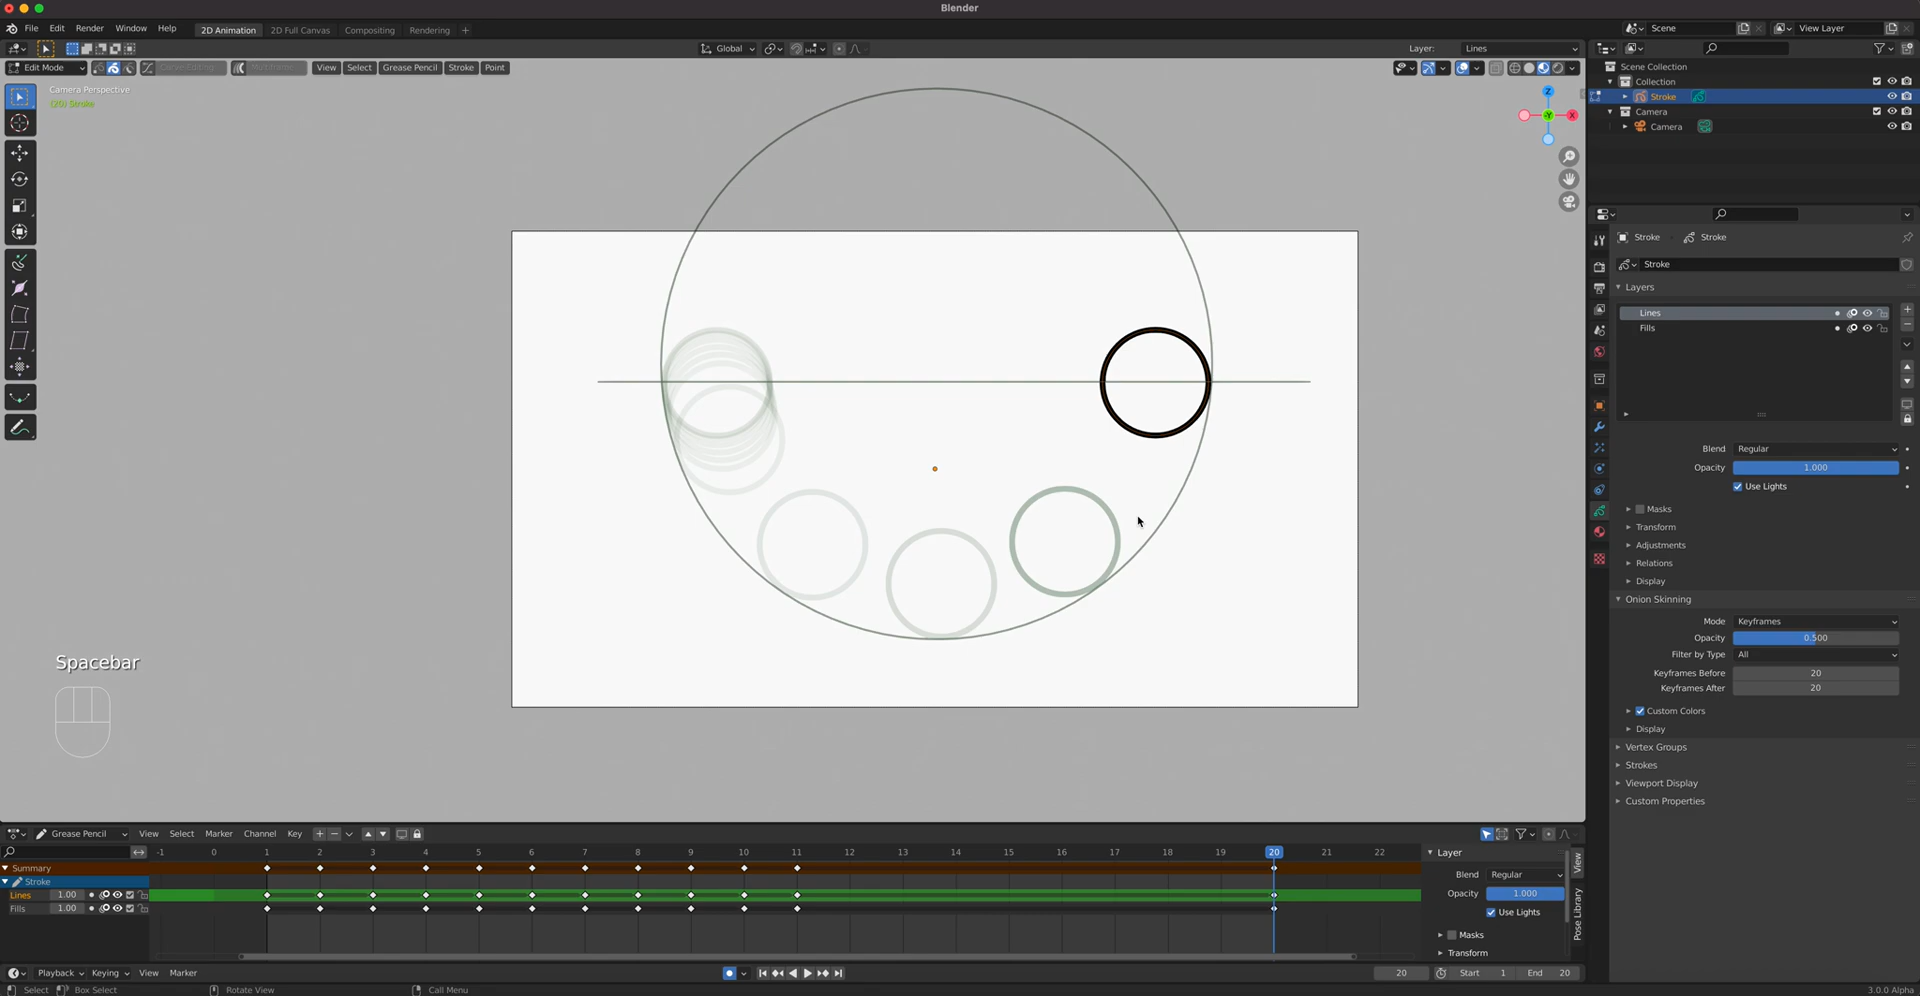 Blender
File Edit Render Window Help 2D Animation 2D Full Canvas Compositing Rendering + Scene View Layer
Global Layer: Lines
Edit Mode Curve Editing Multiframe View Select Grease Pencil Stroke Point
Camera Perspective
(20) Stroke
Z
Y
X
Scene Collection
Collection
Stroke
Camera
Camera
Stroke Stroke
Stroke
Layers
Lines
Fills
Blend Regular
Opacity 1.000
Use Lights
Masks
Transform
Adjustments
Relations
Display
Onion Skinning
Mode Keyframes
Opacity 0.500
Filter by Type All
Keyframes Before 20
Keyframes After 20
Custom Colors
Display
Vertex Groups
Strokes
Viewport Display
Custom Properties
Spacebar
Grease Pencil View Select Marker Channel Key
-1 0 1 2 3 4 5 6 7 8 9 10 11 12 13 14 15 16 17 18 19 20 21 22
Summary
Stroke
Lines 1.00
Fills 1.00
Layer
Blend Regular
Opacity 1.000
Use Lights
Masks
Transform
View
Pose Library
Playback Keying View Marker 20 Start 1 End 20
Select Box Select Rotate View Call Menu 3.0.0 Alpha